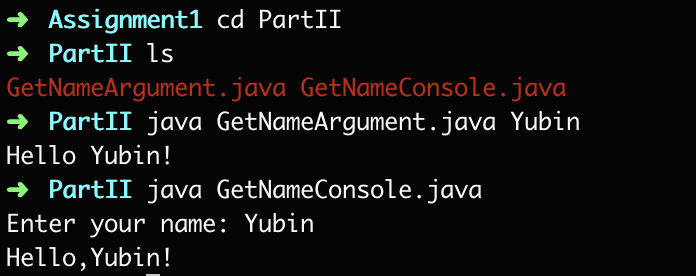 ➜ Assignment1 cd PartII
➜ PartII ls
GetNameArgument.java GetNameConsole.java
➜ PartII java GetNameArgument.java Yubin
Hello Yubin!
➜ PartII java GetNameConsole.java
Enter your name: Yubin
Hello,Yubin!